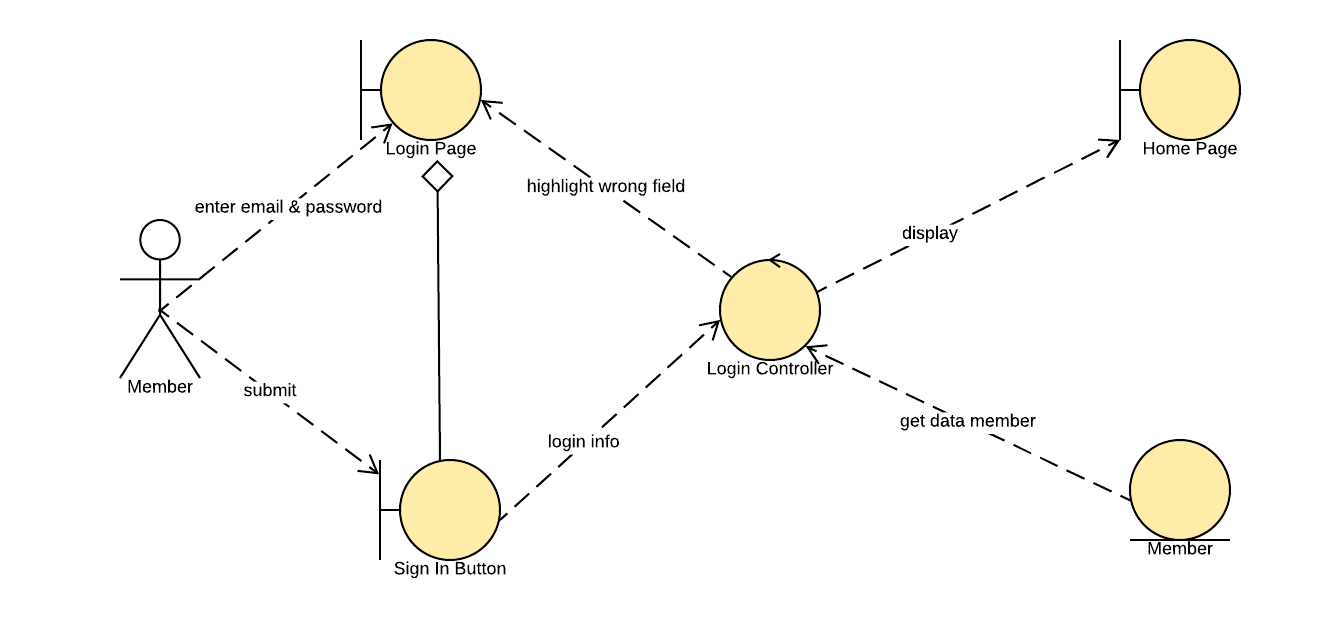 Login Page
Home Page
highlight wrong field
enter email & password
display
Login Controller
Member
submit
get data member
login info
Member
Sign In Button